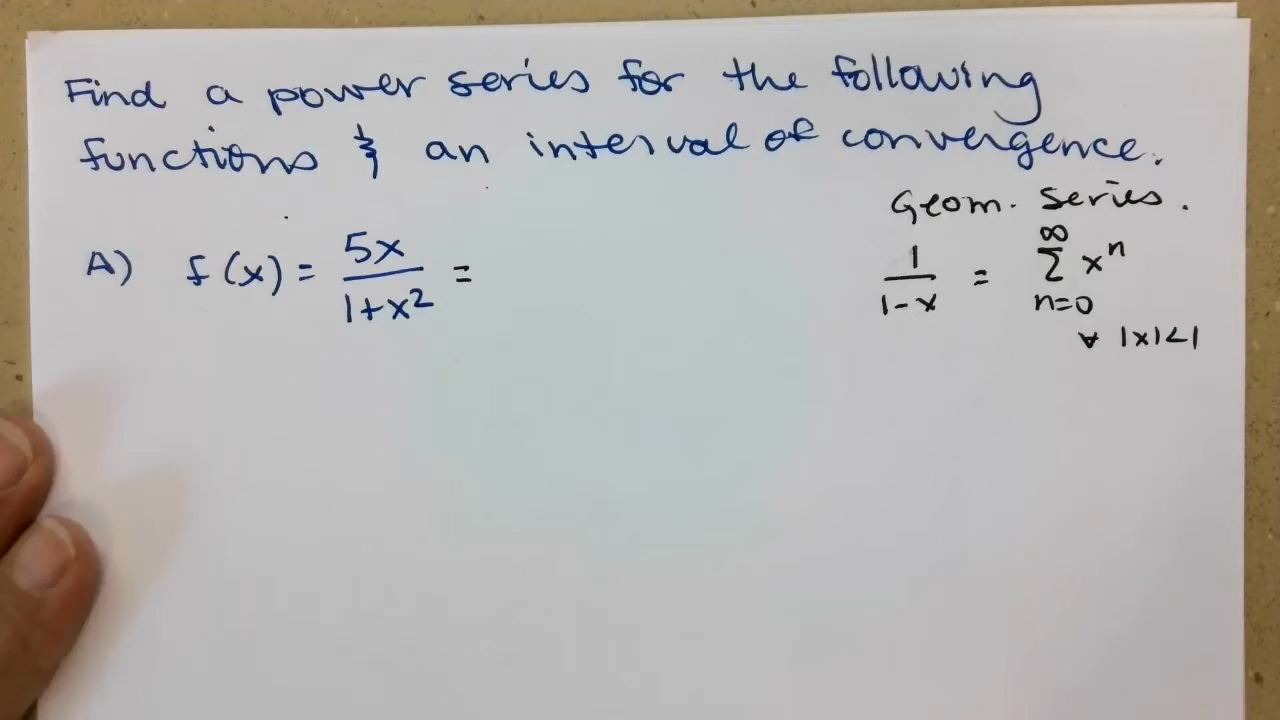 Find a power series for the following
functions & an interval of convergence.
Geom. series.
A) f(x) = 5x/(1+x²) =
1/(1-x) = ∞ Σ n=0 xⁿ
∀ |x|<1